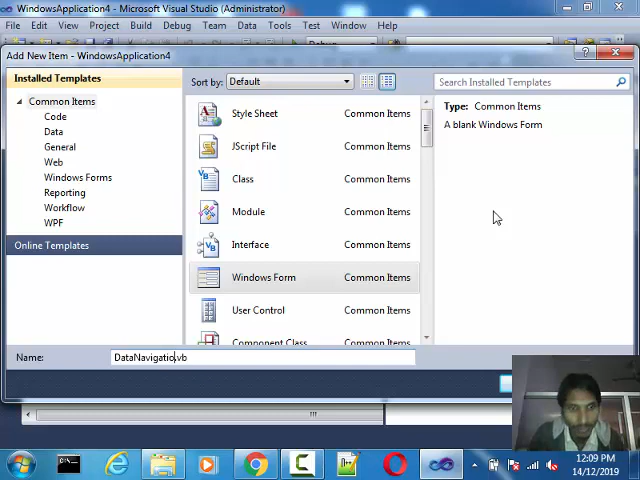 WindowsApplication4 - Microsoft Visual Studio (Administrator)
File Edit View Project Build Debug Team Data Tools Test Window Help
Add New Item - WindowsApplication4
Installed Templates
Sort by: Default
Search Installed Templates
Common Items
Code
Data
General
Web
Windows Forms
Reporting
Workflow
WPF
Online Templates
Style Sheet Common Items
JScript File Common Items
Class Common Items
Module Common Items
Interface Common Items
Windows Form Common Items
User Control Common Items
Component Class Common Items
Type: Common Items
A blank Windows Form
Name: DataNavigatio.vb
12:09 PM
14/12/2019